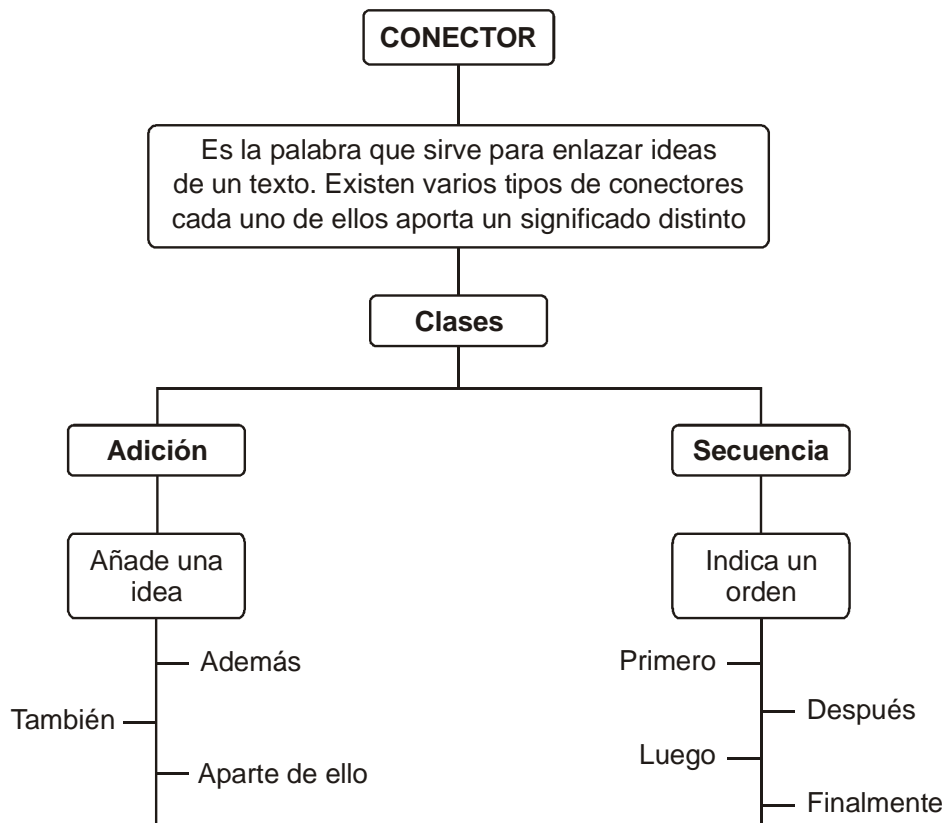 CONECTOR
Es la palabra que sirve para enlazar ideas
de un texto. Existen varios tipos de conectores
cada uno de ellos aporta un significado distinto
Clases
Adición
Secuencia
Añade una
idea
Indica un
orden
Además
También
Aparte de ello
Primero
Después
Luego
Finalmente